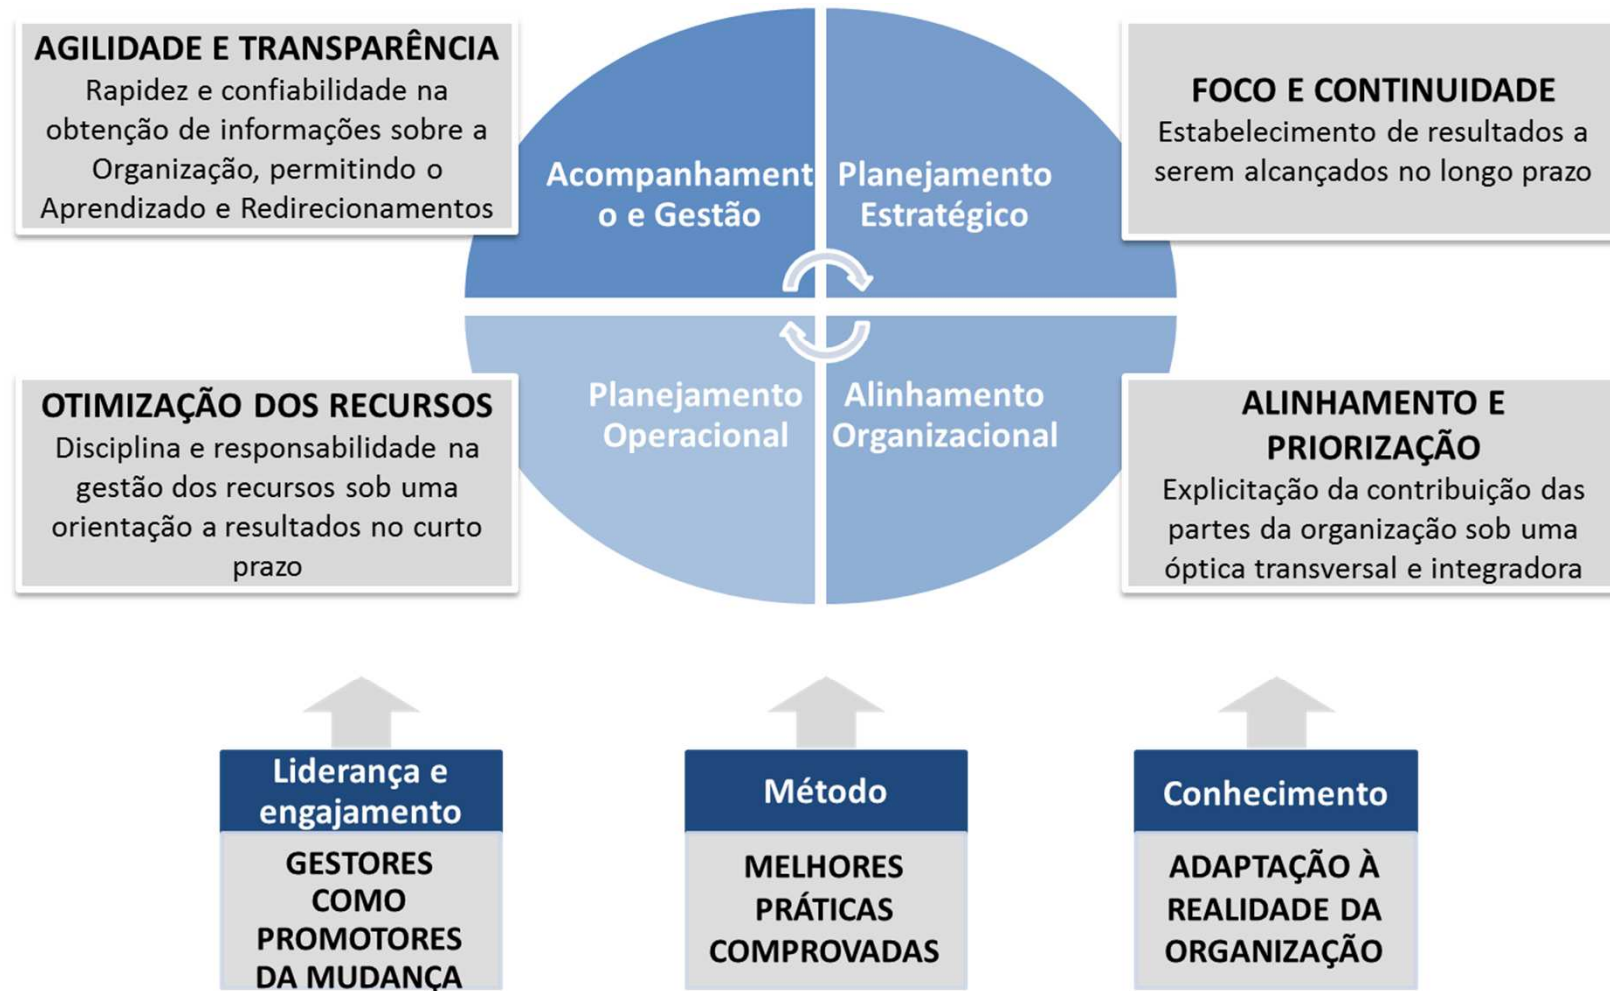 AGILIDADE E TRANSPARÊNCIA
Rapidez e confiabilidade na
obtenção de informações sobre a
Organização, permitindo o
Aprendizado e Redirecionamentos
Acompanhament
o e Gestão
Planejamento
Estratégico
FOCO E CONTINUIDADE
Estabelecimento de resultados a
serem alcançados no longo prazo
OTIMIZAÇÃO DOS RECURSOS
Disciplina e responsabilidade na
gestão dos recursos sob uma
orientação a resultados no curto
prazo
Planejamento
Operacional
Alinhamento
Organizacional
ALINHAMENTO E
PRIORIZAÇÃO
Explicitação da contribuição das
partes da organização sob uma
óptica transversal e integradora
Liderança e
engajamento
GESTORES
COMO
PROMOTORES
DA MUDANÇA
Método
MELHORES
PRÁTICAS
COMPROVADAS
Conhecimento
ADAPTAÇÃO À
REALIDADE DA
ORGANIZAÇÃO